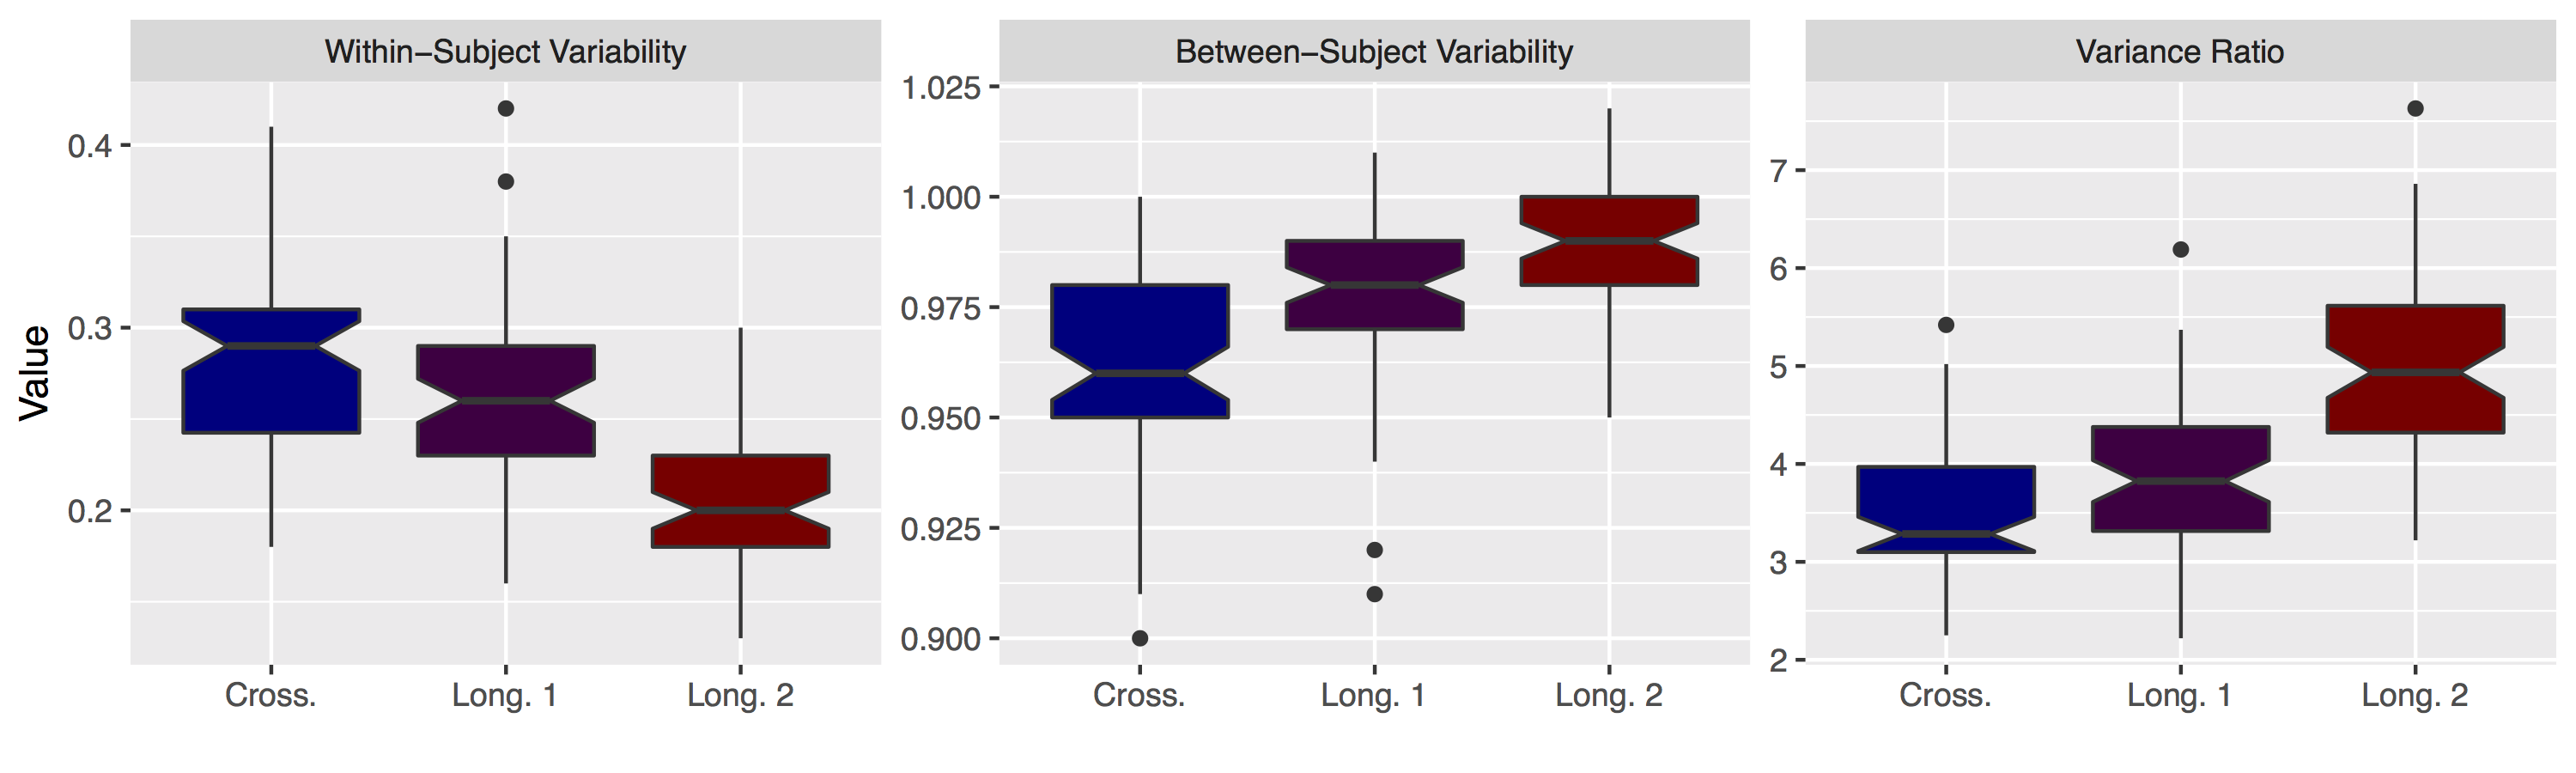 Within−Subject Variability
Between−Subject Variability
Variance Ratio
Value
0.4
0.3
0.2
1.025
1.000
0.975
0.950
0.925
0.900
7
6
5
4
3
2
Cross. Long. 1 Long. 2
Cross. Long. 1 Long. 2
Cross. Long. 1 Long. 2